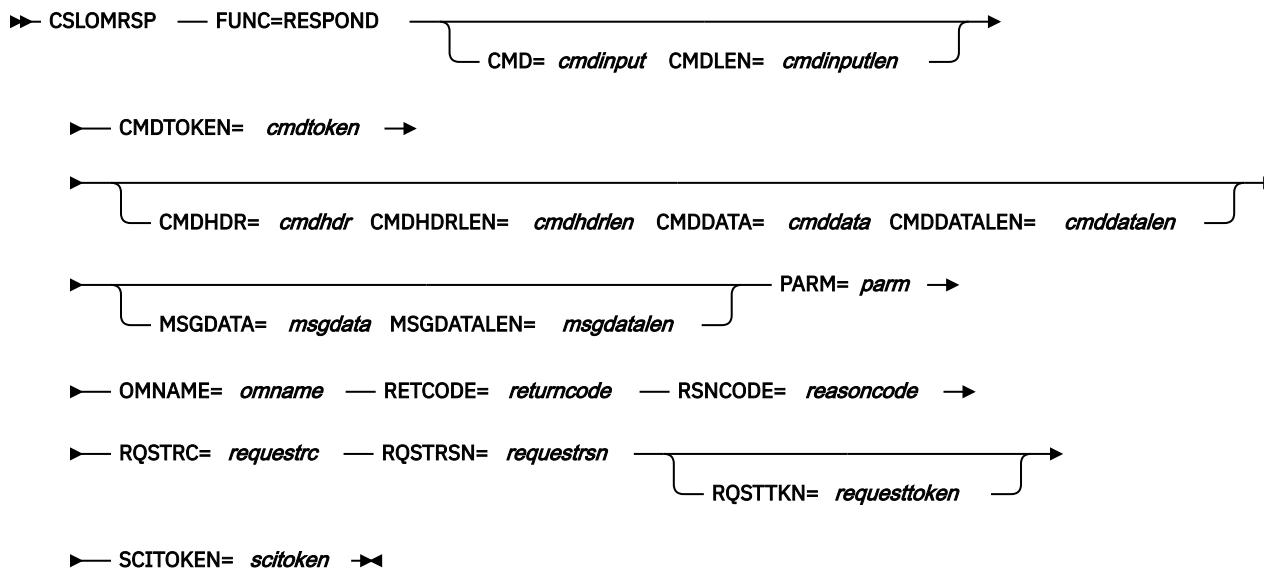 CSLOMRSP FUNC=RESPOND
CMD= cmdinput CMDLEN= cmdinputlen
CMDTOKEN= cmdtoken
CMDHDR= cmdhdr CMDHDRLEN= cmdhdrlen CMDDATA= cmddata CMDDATALEN= cmddatalen
PARM= parm
MSGDATA= msgdata MSGDATALEN= msgdatalen
OMNAME= omname RETCODE= returncode RSNCODE= reasoncode
RQSTRC= requestrc RQSTRSN= requestrsn
RQSTTKN= requesttoken
SCITOKEN= scitoken